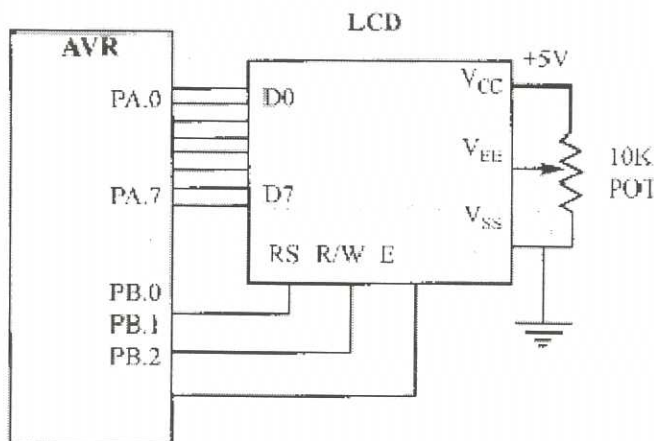 LCD
AVR
+5V
PA.0
D0
VCC
VEE
10K
POT
PA.7
D7
VSS
RS R/W E
PB.0
PB.1
PB.2